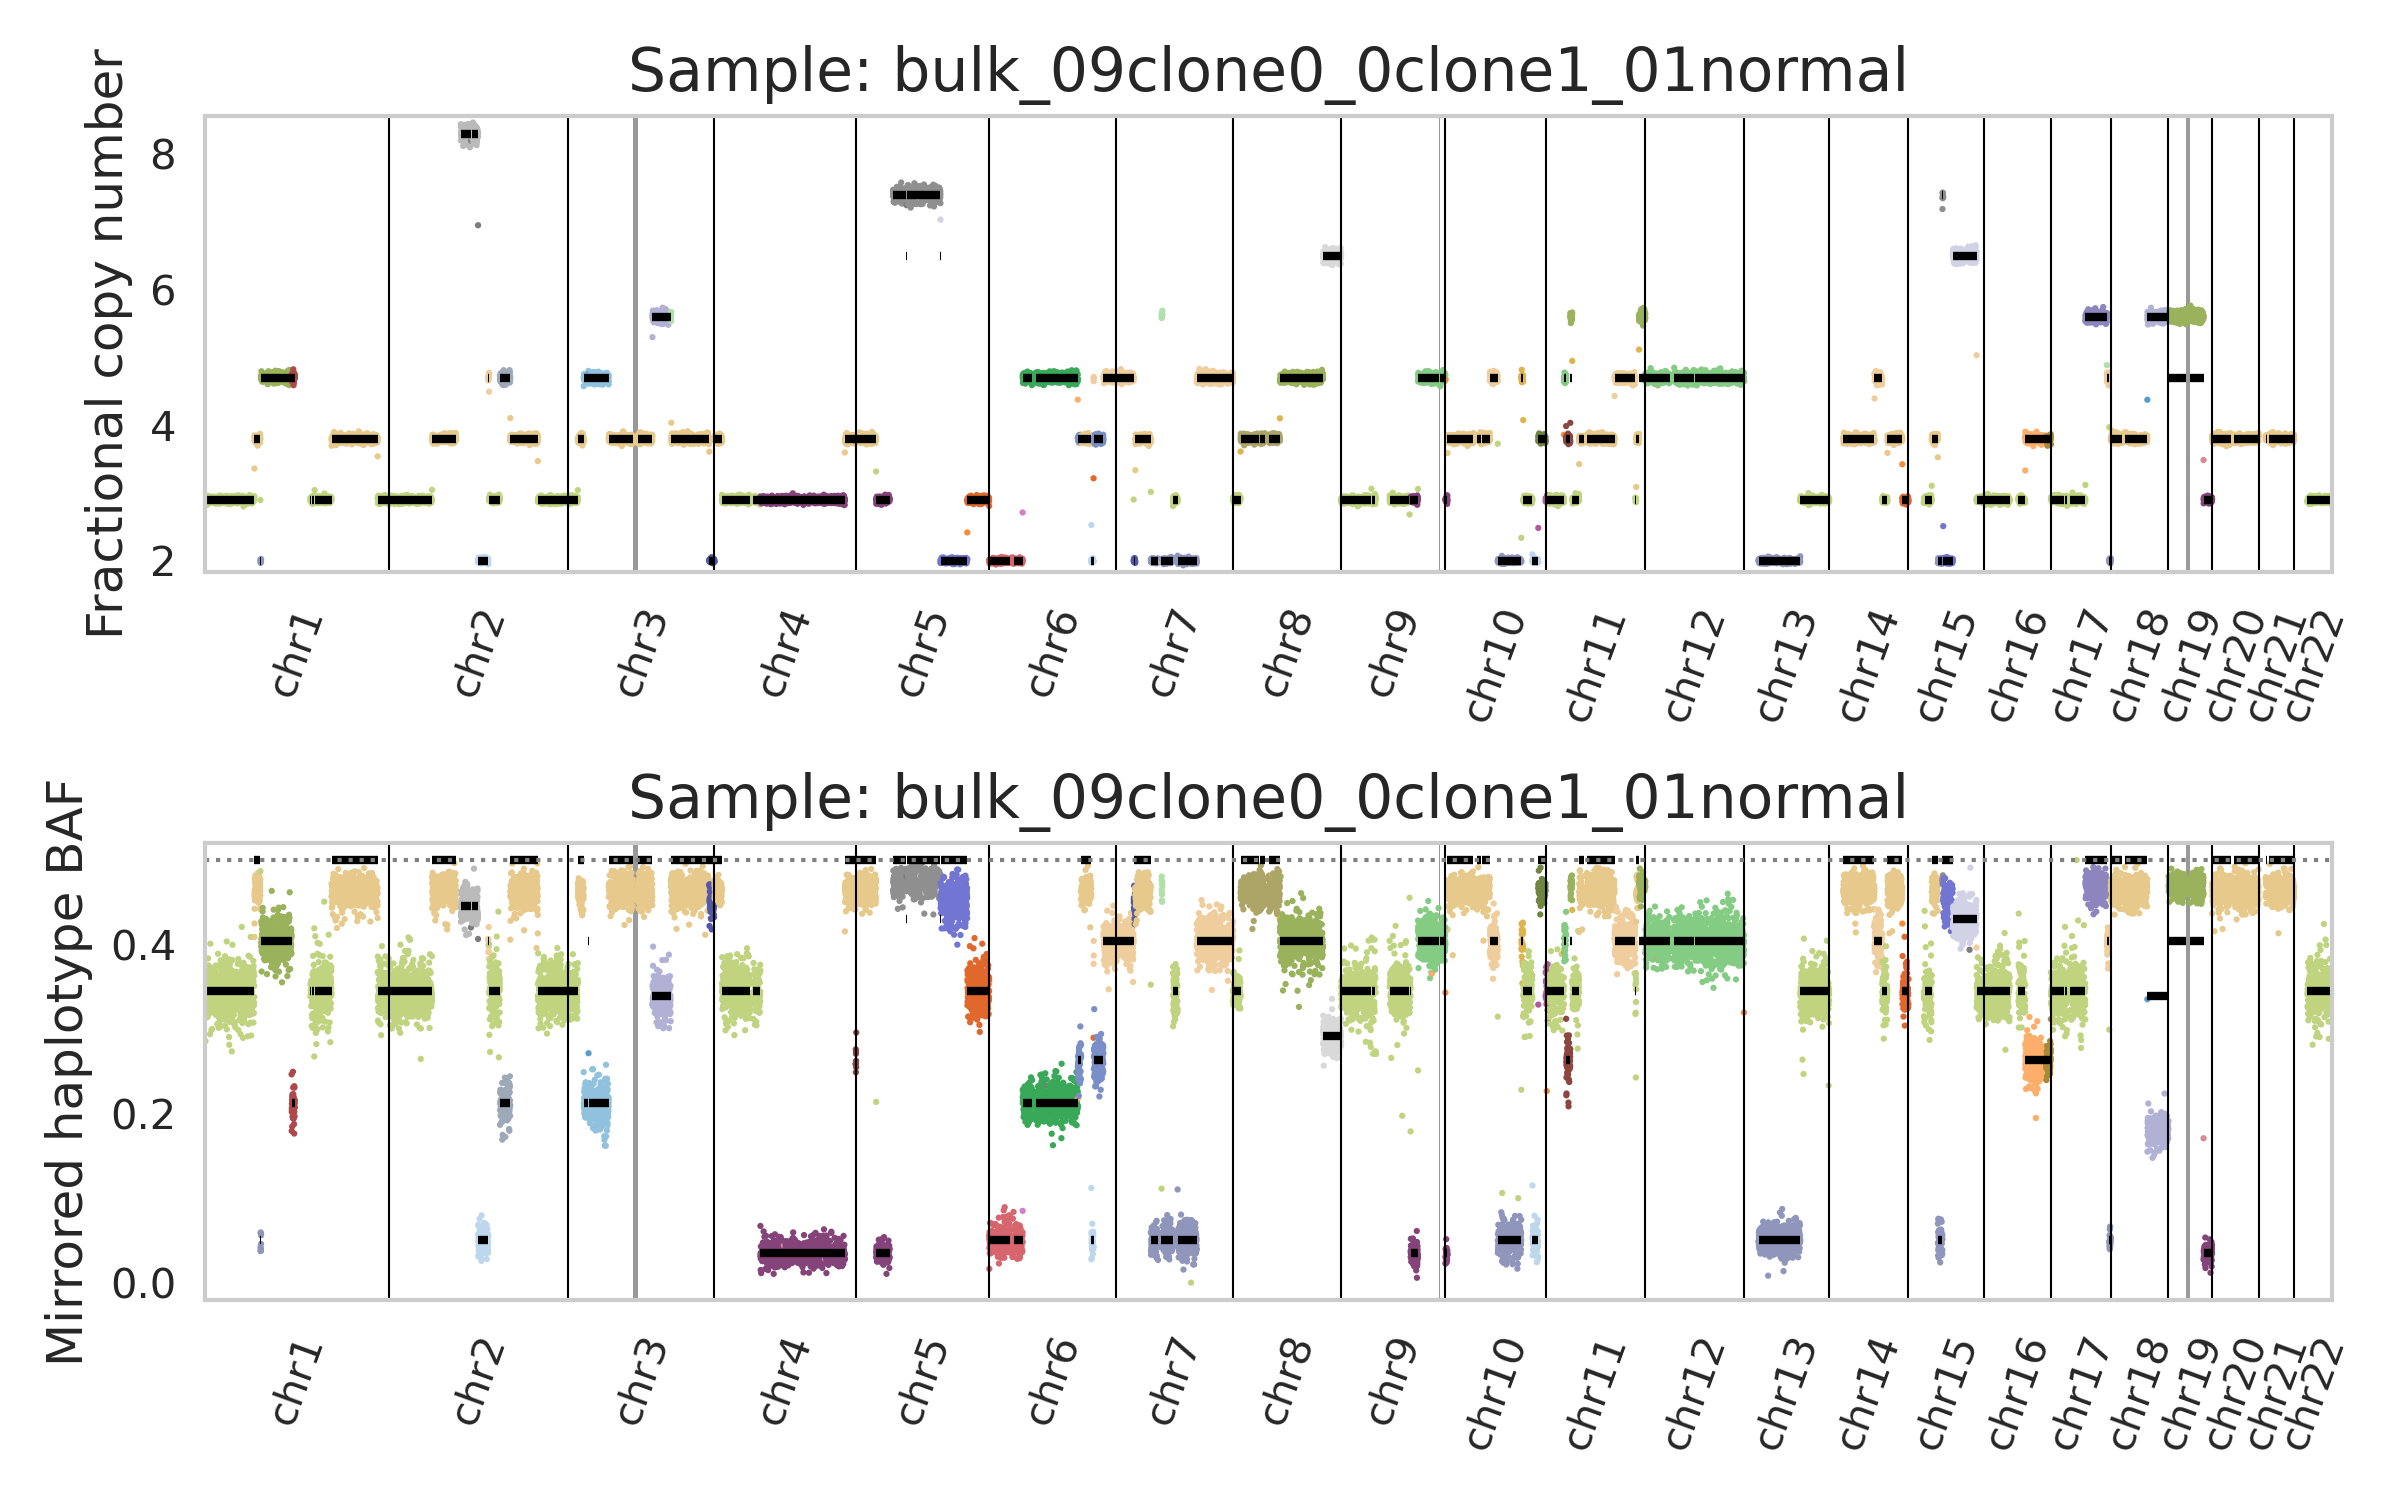 Sample: bulk_09clone0_0clone1_01normal
Fractional copy number
8
6
4
2
chr1 chr2 chr3 chr4 chr5 chr6 chr7 chr8 chr9 chr10 chr11 chr12 chr13 chr14 chr15 chr16 chr17 chr18 chr19 chr20 chr21 chr22
Sample: bulk_09clone0_0clone1_01normal
Mirrored haplotype BAF
0.4
0.2
0.0
chr1 chr2 chr3 chr4 chr5 chr6 chr7 chr8 chr9 chr10 chr11 chr12 chr13 chr14 chr15 chr16 chr17 chr18 chr19 chr20 chr21 chr22